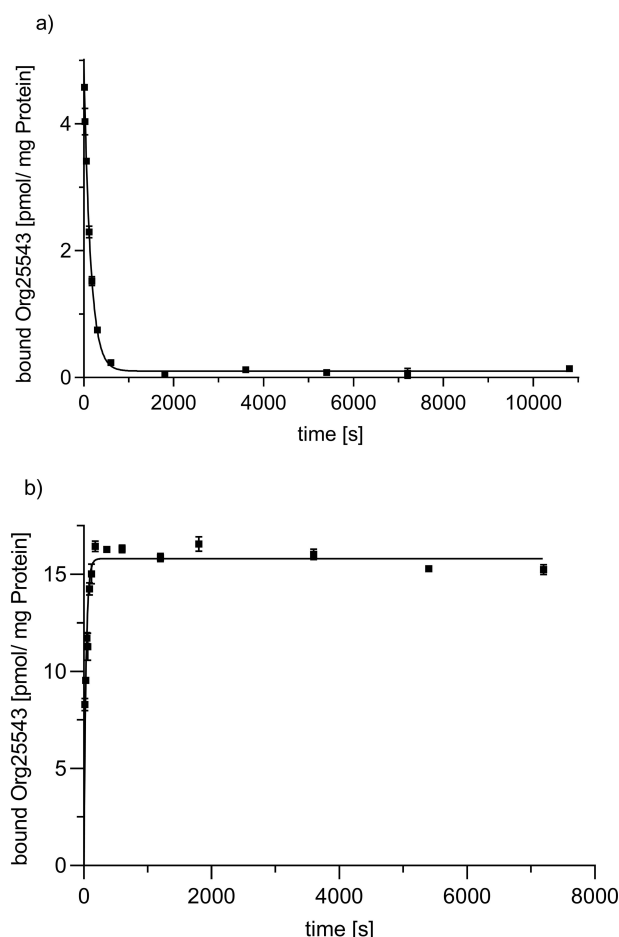 a)
bound Org25543 [pmol/ mg Protein]
4
2
0
0 2000 4000 6000 8000 10000
time [s]
b)
bound Org25543 [pmol/ mg Protein]
15
10
5
0
0 2000 4000 6000 8000
time [s]